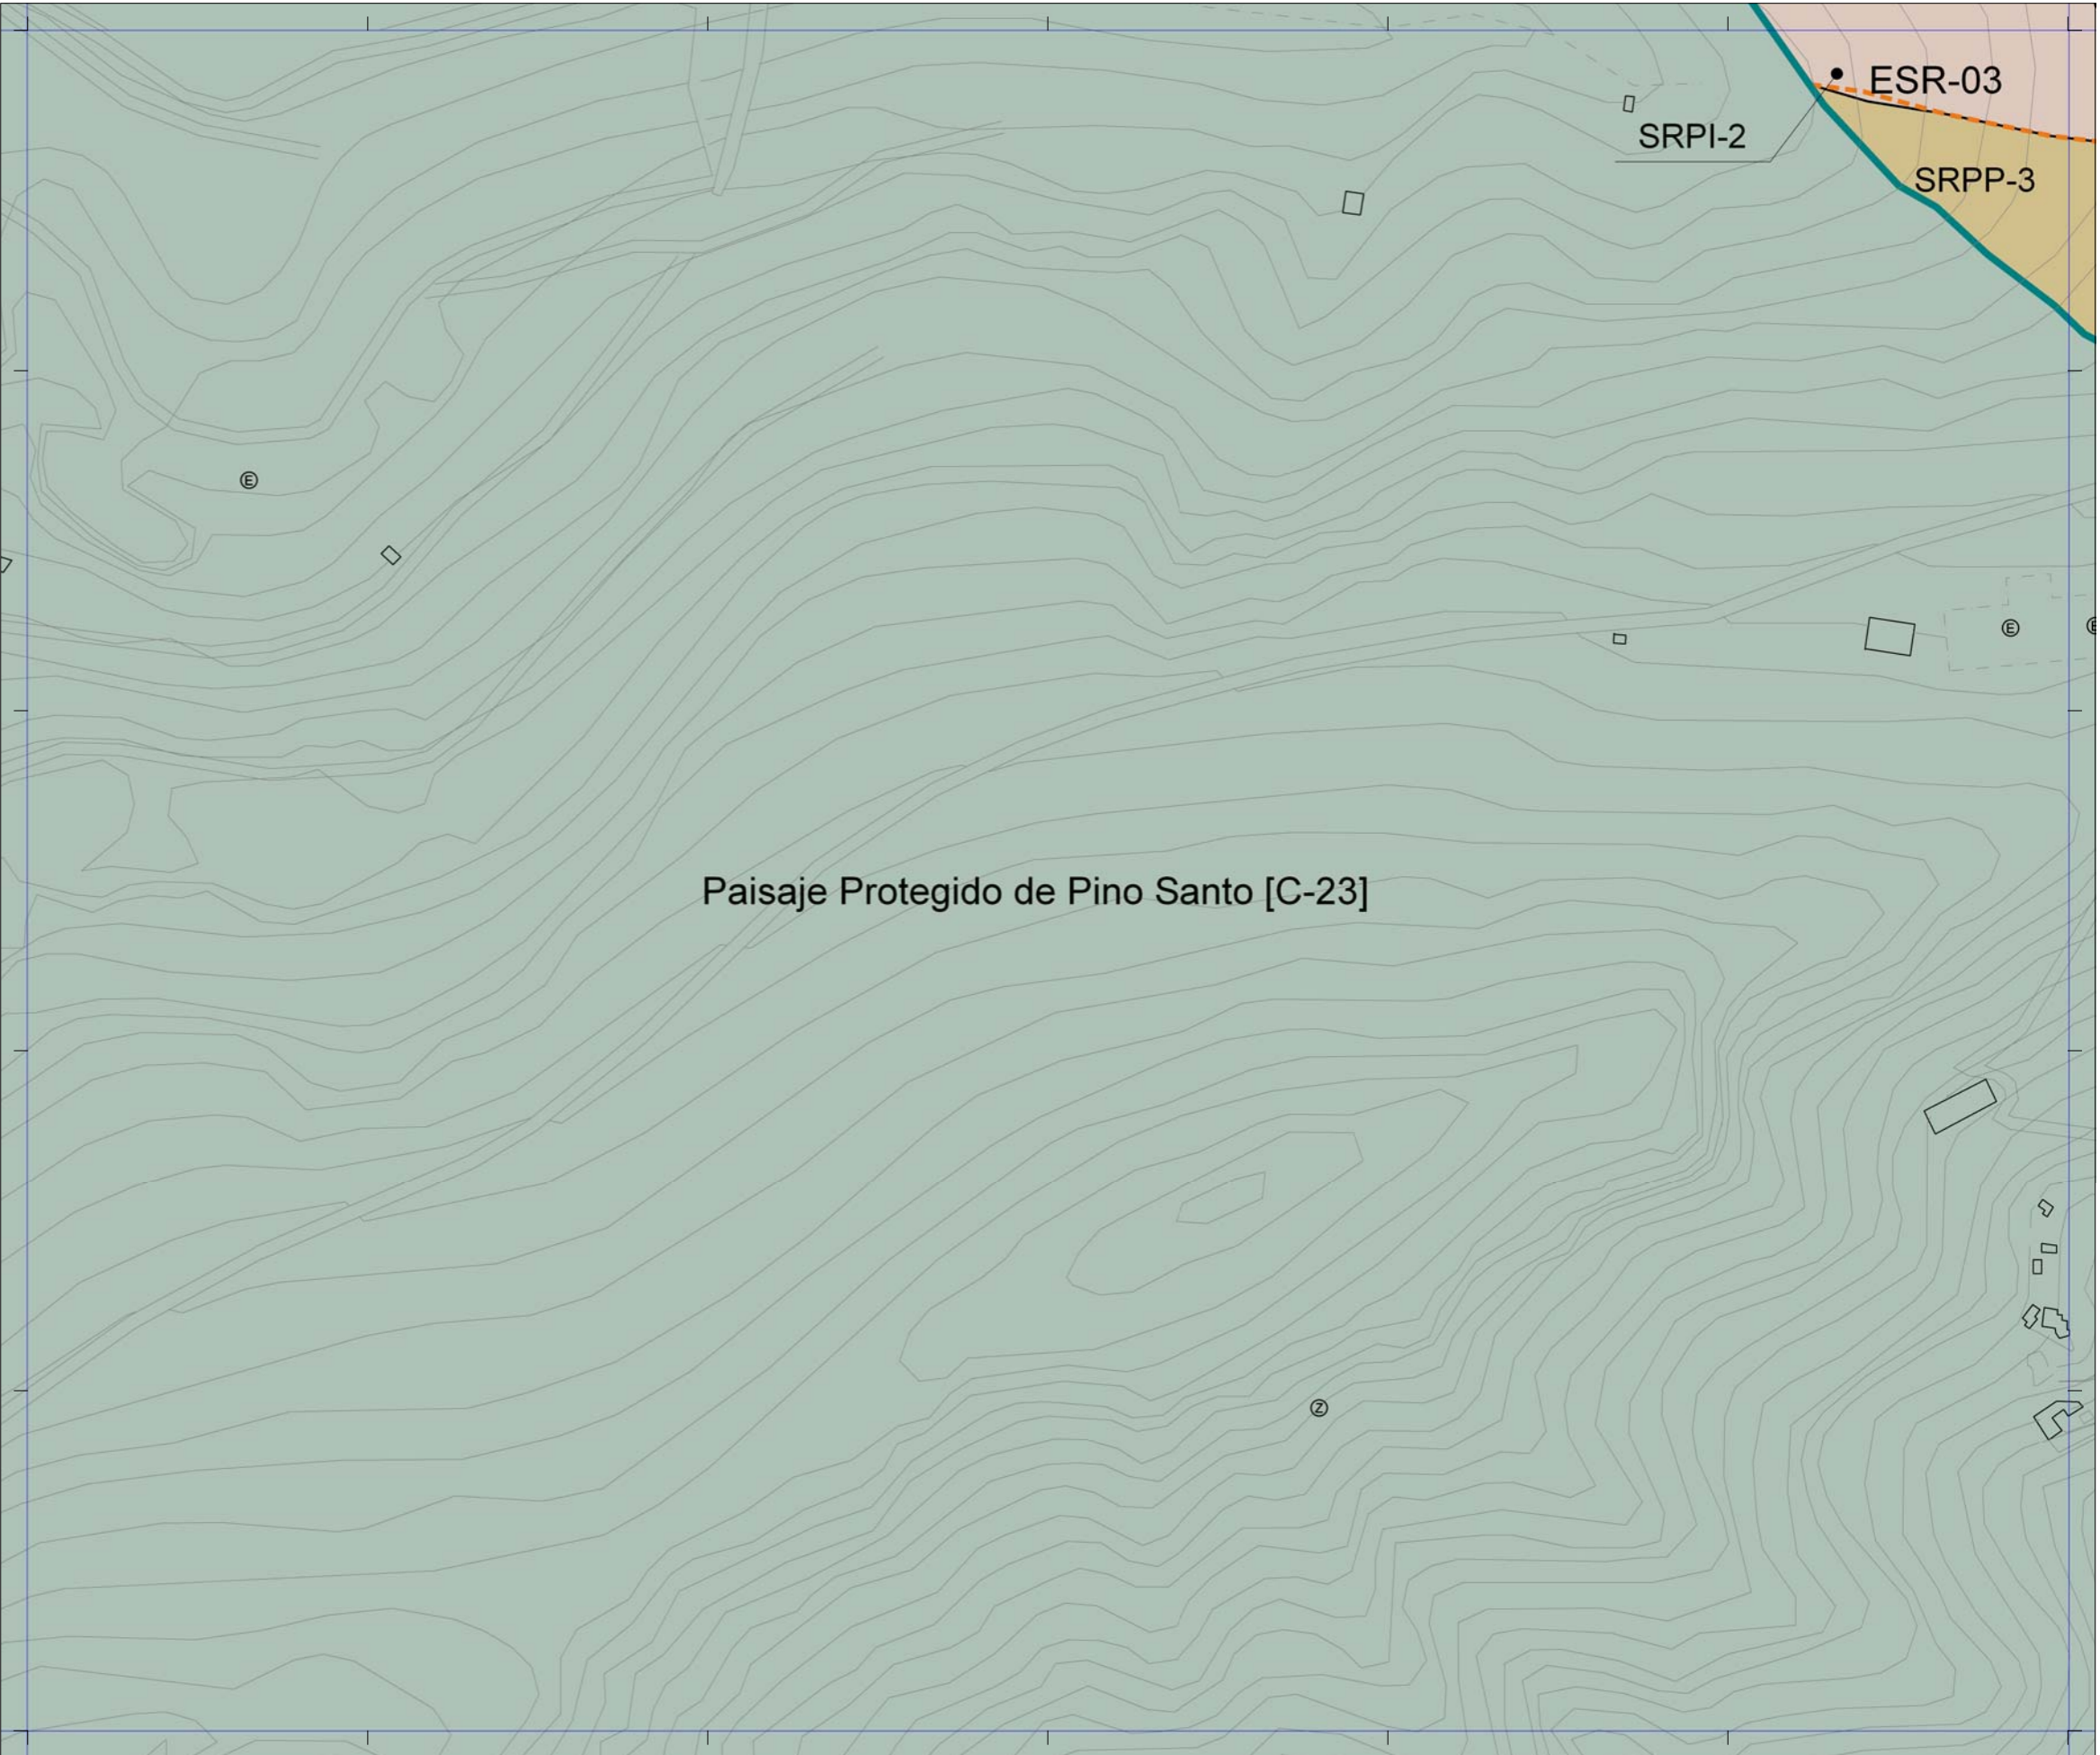 ESR-03
SRPI-2
SRPP-3
E
E
E
Paisaje Protegido de Pino Santo [C-23]
Z